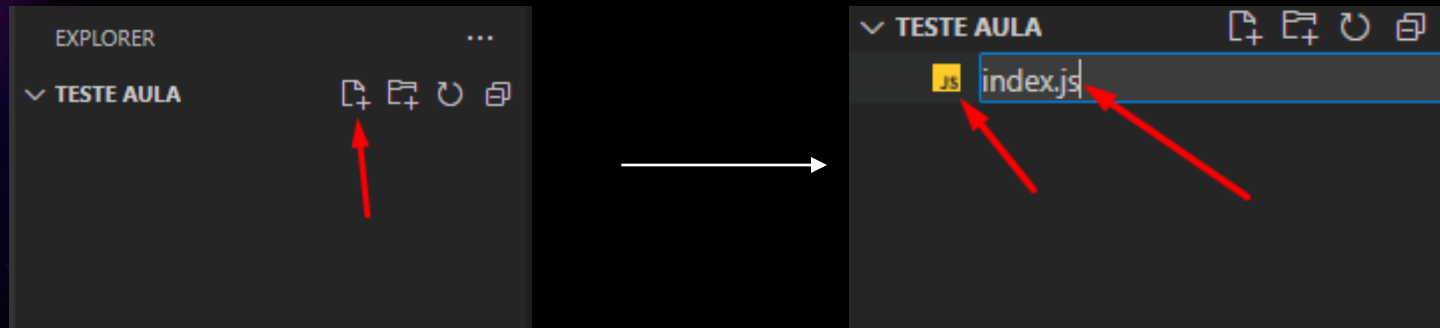 EXPLORER
TESTE AULA
TESTE AULA
JS
index.js